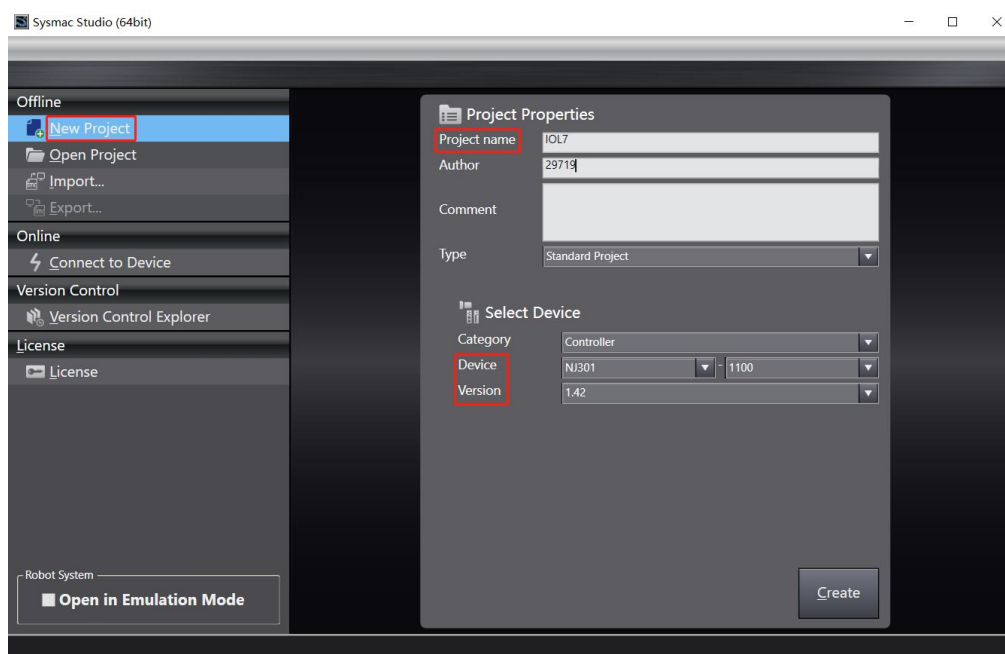 Sysmac Studio (64bit)
Offline
New Project
Open Project
Import...
Export...
Online
Connect to Device
Version Control
Version Control Explorer
License
License
Robot System
Open in Emulation Mode
Project Properties
Project name IOL7
Author 29719
Comment
Type Standard Project
Select Device
Category Controller
Device NJ301 - 1100
Version 1.42
Create